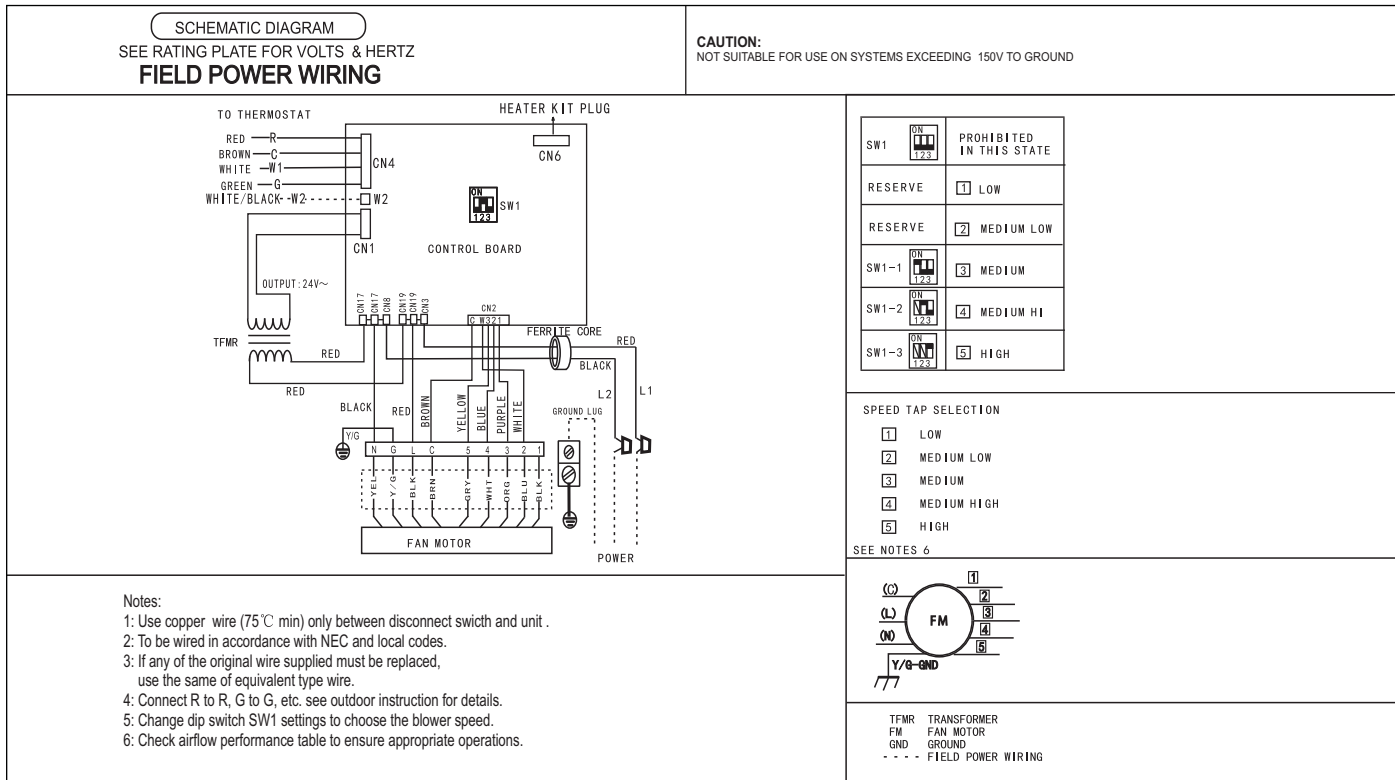 SCHEMATIC DIAGRAM
SEE RATING PLATE FOR VOLTS & HERTZ
FIELD POWER WIRING
CAUTION:
NOT SUITABLE FOR USE ON SYSTEMS EXCEEDING 150V TO GROUND
TO THERMOSTAT
HEATER KIT PLUG
RED R
BROWN C
WHITE W1
GREEN G
WHITE/BLACK W2
CN4
W2
CN1
CN6
ON
123
SW1
CONTROL BOARD
OUTPUT:24V~
CN17 CN17 CN8 CN19 CN19 CN3
CN2
C W321
TFMR
RED
RED
FERRITE CORE
RED
BLACK
L2
L1
BLACK
RED
BROWN
YELLOW
BLUE
PURPLE
WHITE
GROUND LUG
Y/G
N G L C 5 4 3 2 1
YEL Y/G BLK BRN GRY WHT ORG BLU BLK
FAN MOTOR
POWER
SW1 ON 123 PROHIBITED
IN THIS STATE
RESERVE 1 LOW
RESERVE 2 MEDIUM LOW
SW1-1 ON 123 3 MEDIUM
SW1-2 ON 123 4 MEDIUM HI
SW1-3 ON 123 5 HIGH
SPEED TAP SELECTION
1 LOW
2 MEDIUM LOW
3 MEDIUM
4 MEDIUM HIGH
5 HIGH
SEE NOTES 6
(C)
(L)
(N)
FM
1
2
3
4
5
Y/G-GND
TFMR TRANSFORMER
FM FAN MOTOR
GND GROUND
- - - - FIELD POWER WIRING
Notes:
1: Use copper wire (75℃ min) only between disconnect swicth and unit .
2: To be wired in accordance with NEC and local codes.
3: If any of the original wire supplied must be replaced,
use the same of equivalent type wire.
4: Connect R to R, G to G, etc. see outdoor instruction for details.
5: Change dip switch SW1 settings to choose the blower speed.
6: Check airflow performance table to ensure appropriate operations.